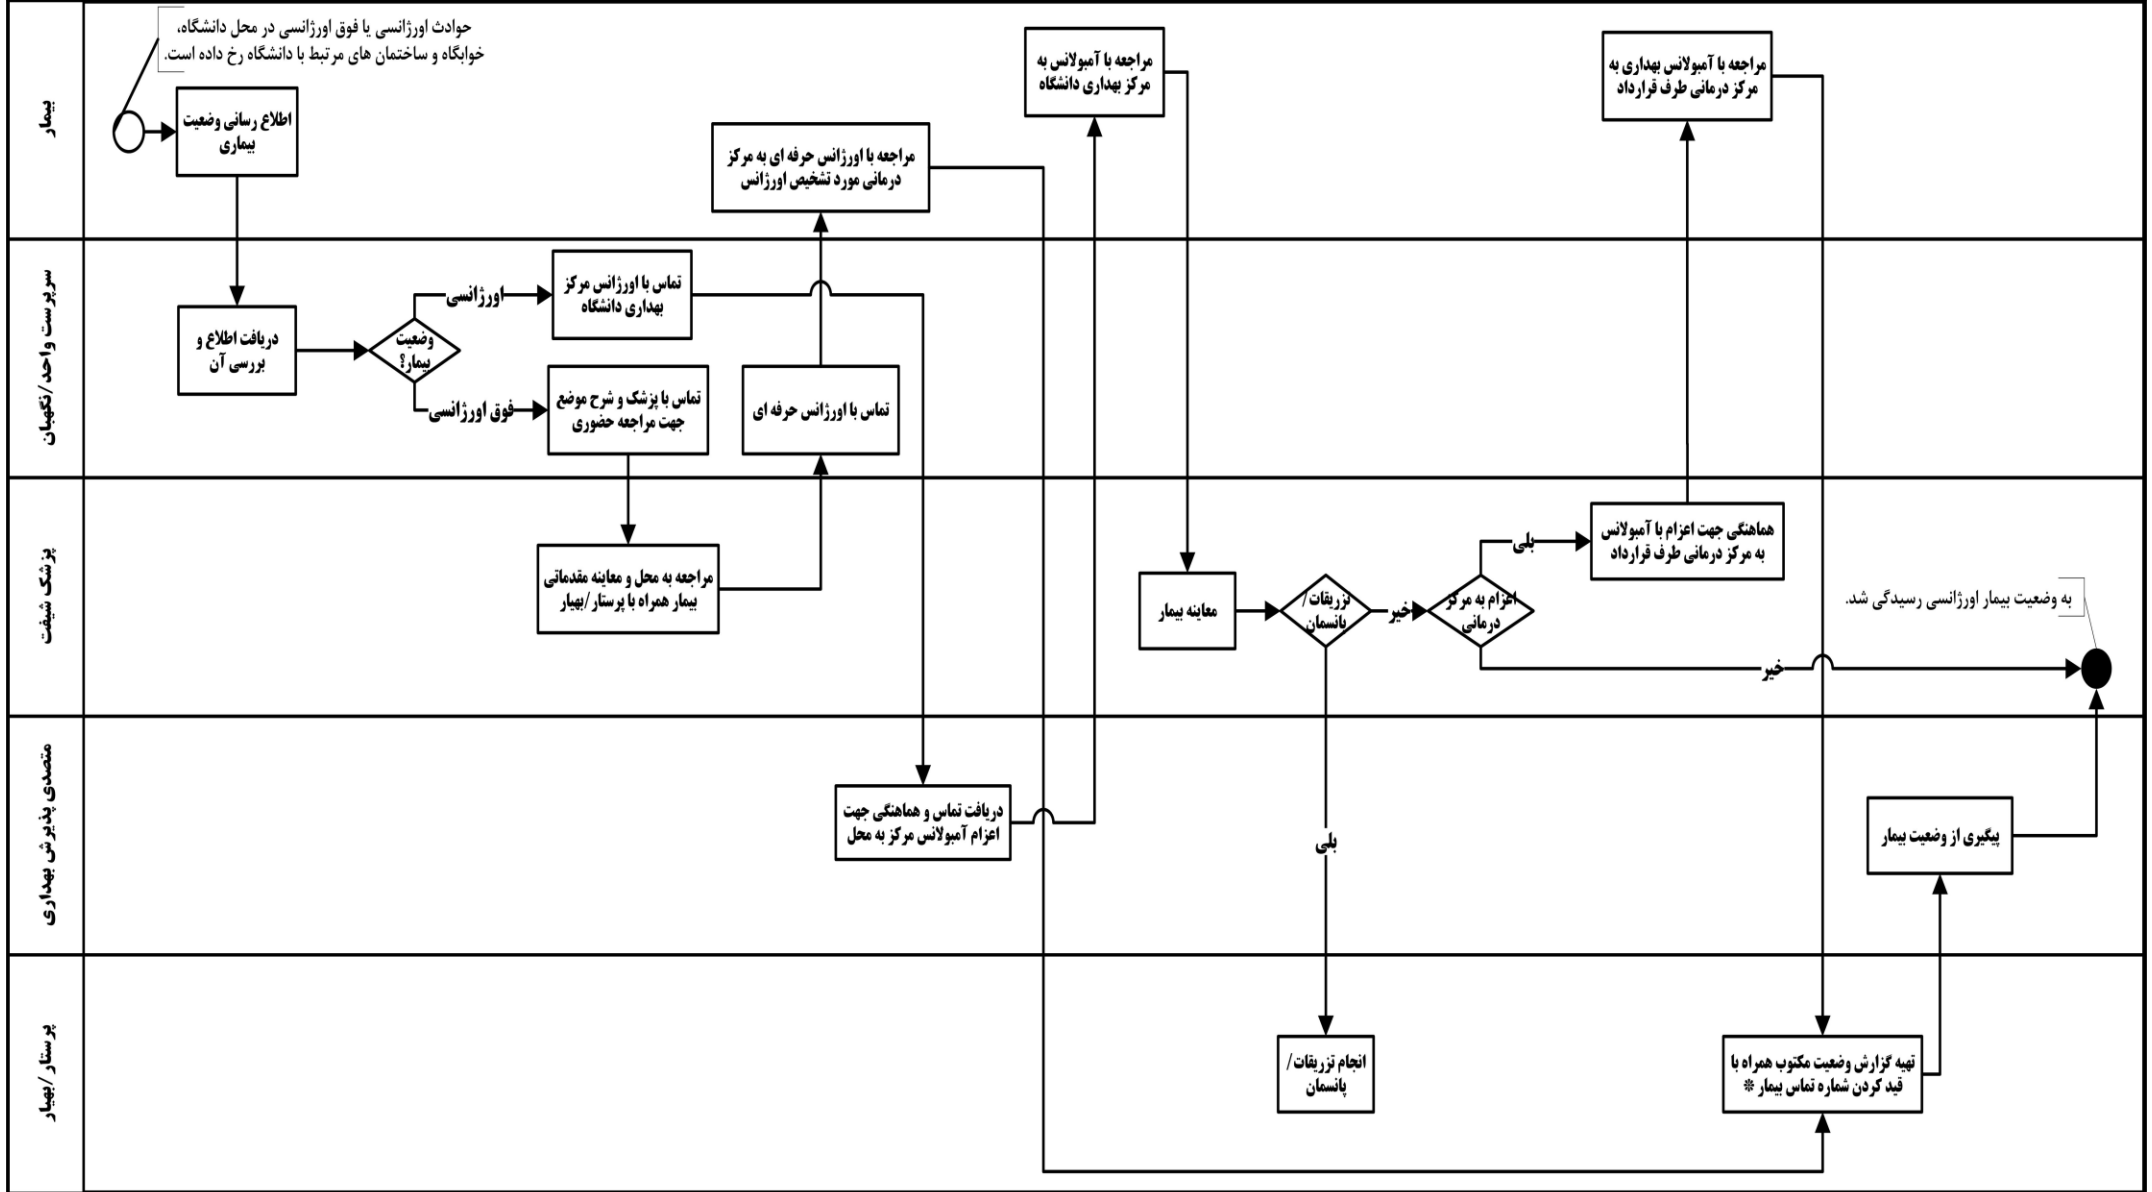 بیمار
حوادث اورژانسی یا فوق اورژانسی در محل دانشگاه،
خوابگاه و ساختمان های مرتبط با دانشگاه رخ داده است.
اطلاع رسانی وضعیت
بیماری
مراجعه با اورژانس حرفه ای به مرکز
درمانی مورد تشخیص اورژانس
مراجعه با آمبولانس به
مرکز بهداری دانشگاه
مراجعه با آمبولانس بهداری به
مرکز درمانی طرف قرارداد
سرپرست واحد/نگهبان
دریافت اطلاع و
بررسی آن
وضعیت
بیمار؟
اورژانسی
فوق اورژانسی
تماس با اورژانس مرکز
بهداری دانشگاه
تماس با پزشک و شرح موضع
جهت مراجعه حضوری
تماس با اورژانس حرفه ای
پزشک شیفت
مراجعه به محل و معاینه مقدماتی
بیمار همراه با پرستار/بهیار
معاینه بیمار
تزریقات/
پانسمان
خیر
اعزام به مرکز
درمانی
بلی
هماهنگی جهت اعزام با آمبولانس
به مرکز درمانی طرف قرارداد
خیر
به وضعیت بیمار اورژانسی رسیدگی شد.
متصدی پذیرش بهداری
دریافت تماس و هماهنگی جهت
اعزام آمبولانس مرکز به محل
بلی
پیگیری از وضعیت بیمار
پرستار/بهیار
انجام تزریقات/
پانسمان
تهیه گزارش وضعیت مکتوب همراه با
قید کردن شماره تماس بیمار *